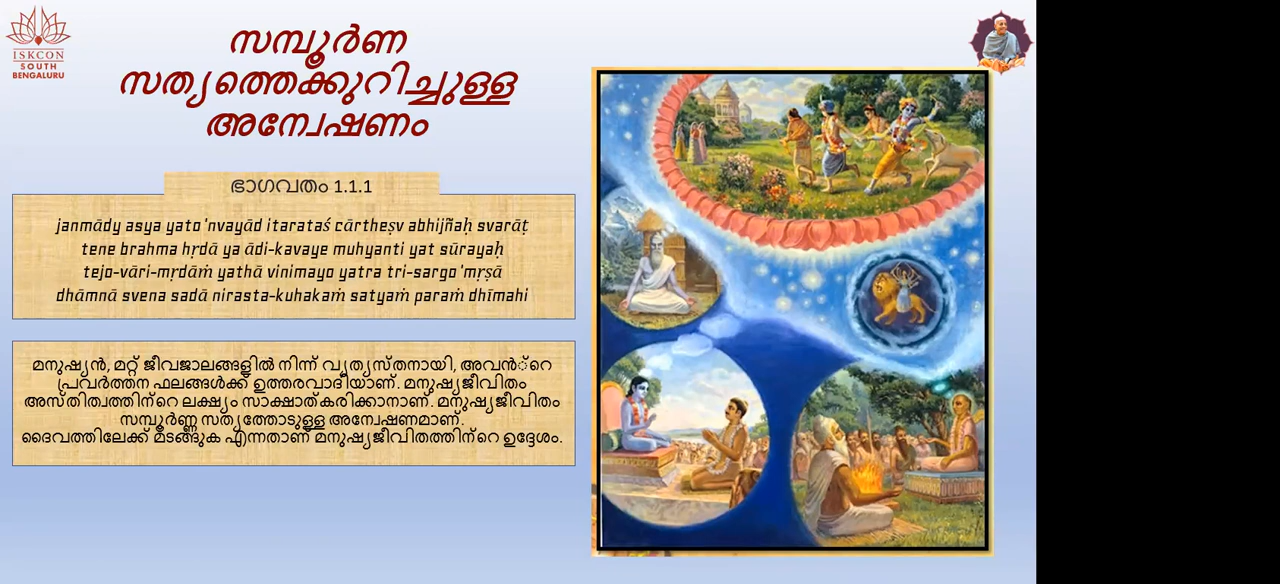 ISKCON
SOUTH
BENGALURU
സമ്പൂർണ
സത്യത്തെക്കുറിച്ചുള്ള
അന്വേഷണം
ഭാഗവതം 1.1.1
janmādy asya yato 'nvayād itarataś cārtheṣv abhijñaḥ svarāṭ
tene brahma hṛdā ya ādi-kavaye muhyanti yat sūrayaḥ
tejo-vāri-mṛdāṁ yathā vinimayo yatra tri-sargo 'mṛṣā
dhāmnā svena sadā nirasta-kuhakaṁ satyaṁ paraṁ dhīmahi
മനുഷ്യൻ, മറ്റ് ജീവജാലങ്ങളിൽ നിന്ന് വ്യത്യസ്തനായി, അവൻ്റെ
പ്രവർത്തന ഫലങ്ങൾക്ക് ഉത്തരവാദിയാണ്. മനുഷ്യജീവിതം
അസ്തിത്വത്തിന്റെ ലക്ഷ്യം സാക്ഷാത്കരിക്കാനാണ്. മനുഷ്യജീവിതം
സമ്പൂർണ്ണ സത്യത്തോടുള്ള അന്വേഷണമാണ്.
ദൈവത്തിലേക്ക് മടങ്ങുക എന്നതാണ് മനുഷ്യജീവിതത്തിന്റെ ഉദ്ദേശം.